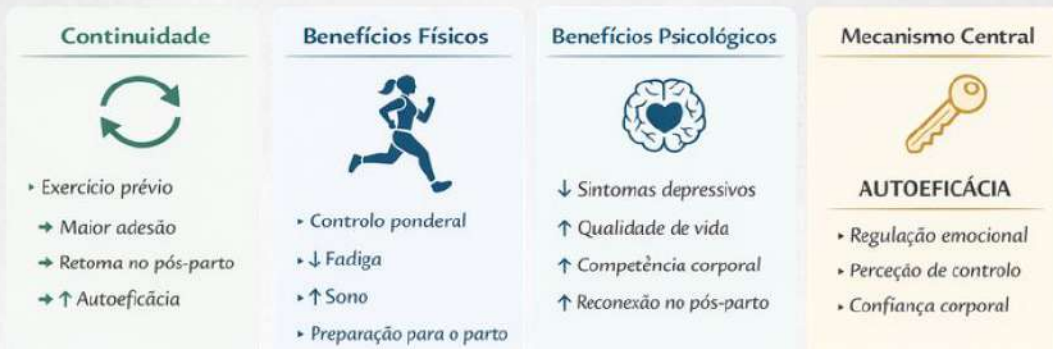 Continuidade
▸ Exercício prévio
➔ Maior adesão
➔ Retoma no pós-parto
➔ ↑ Autoeficácia
Benefícios Físicos
▸ Controlo ponderal
▸ ↓ Fadiga
▸ ↑ Sono
▸ Preparação para o parto
Benefícios Psicológicos
↓ Sintomas depressivos
↑ Qualidade de vida
↑ Competência corporal
↑ Reconexão no pós-parto
Mecanismo Central
AUTOEFICÁCIA
▸ Regulação emocional
▸ Perceção de controlo
▸ Confiança corporal